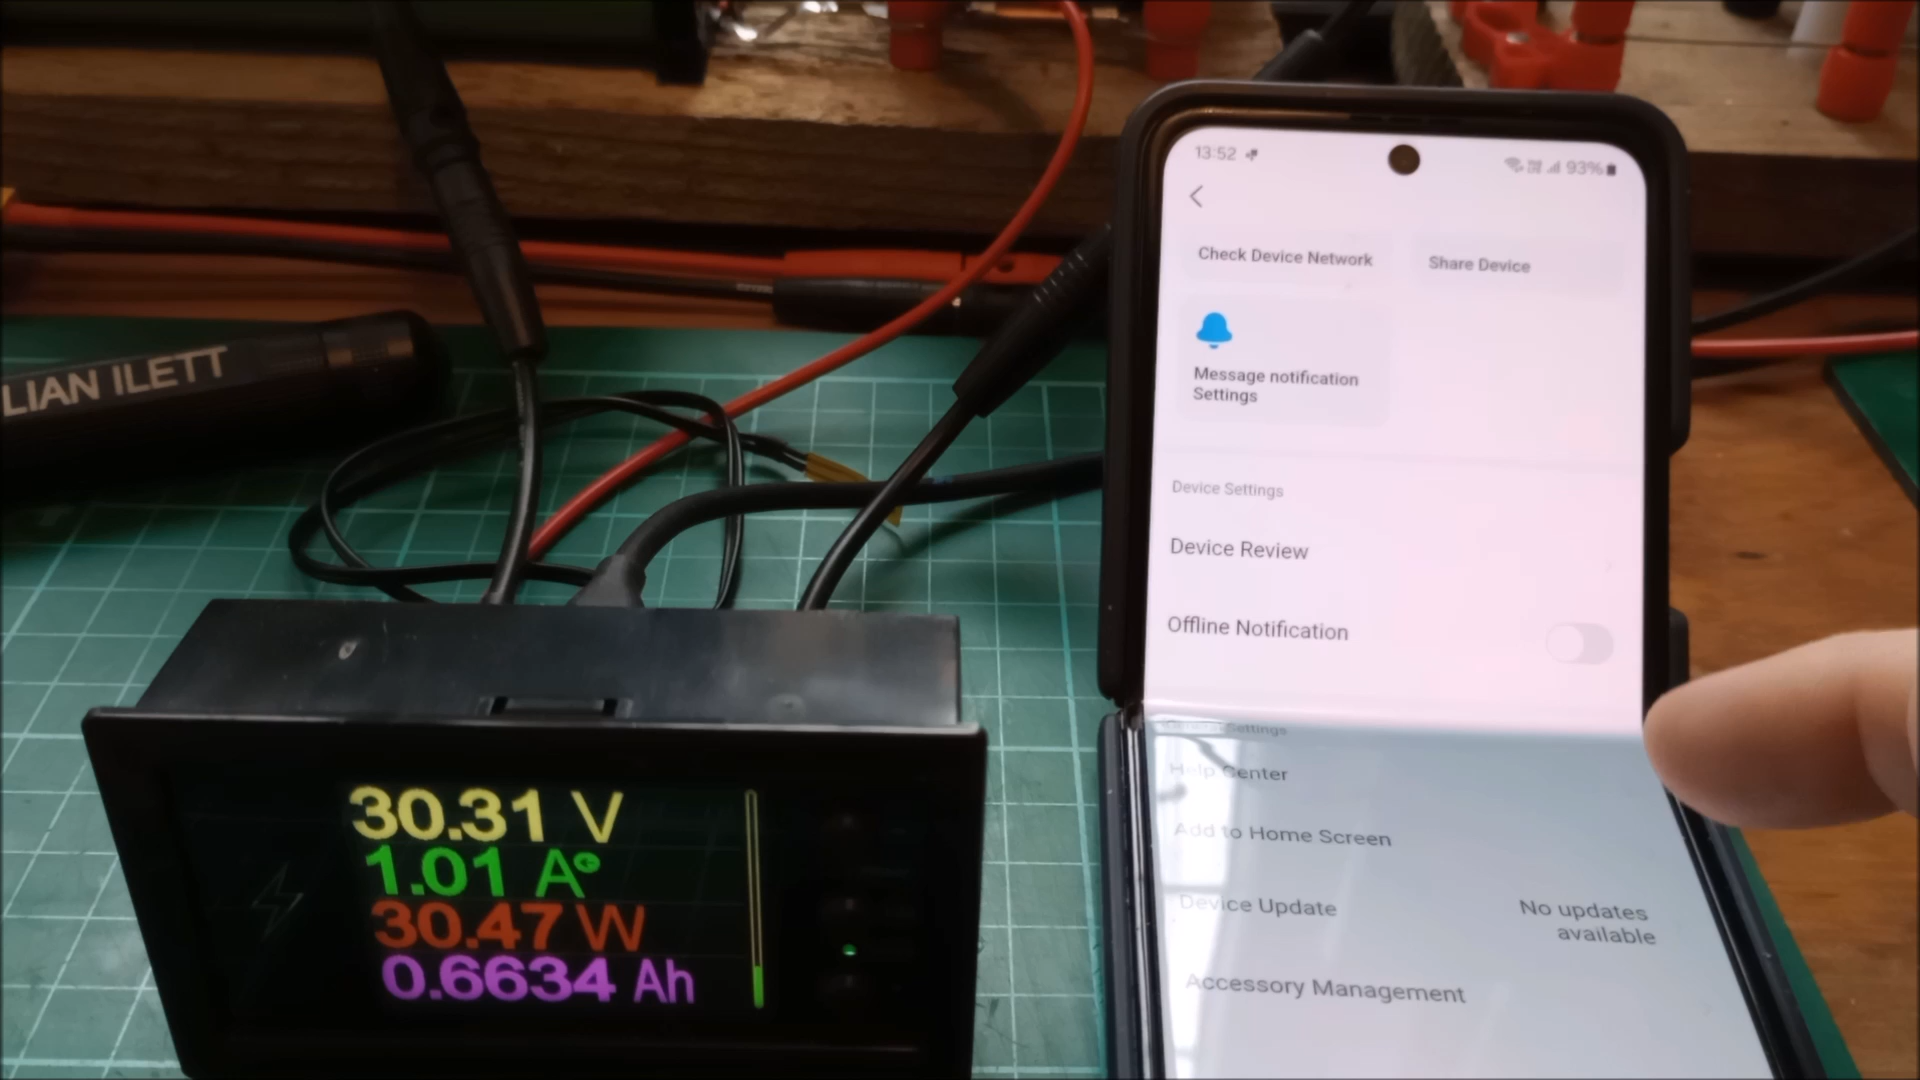 LIAN ILETT
30.31 V
1.01 A
30.47 W
0.6634 Ah
13:52
93%
Check Device Network
Share Device
Message notification
Settings
Device Settings
Device Review
Offline Notification
Settings
Help Center
Add to Home Screen
Device Update
No updates
available
Accessory Management